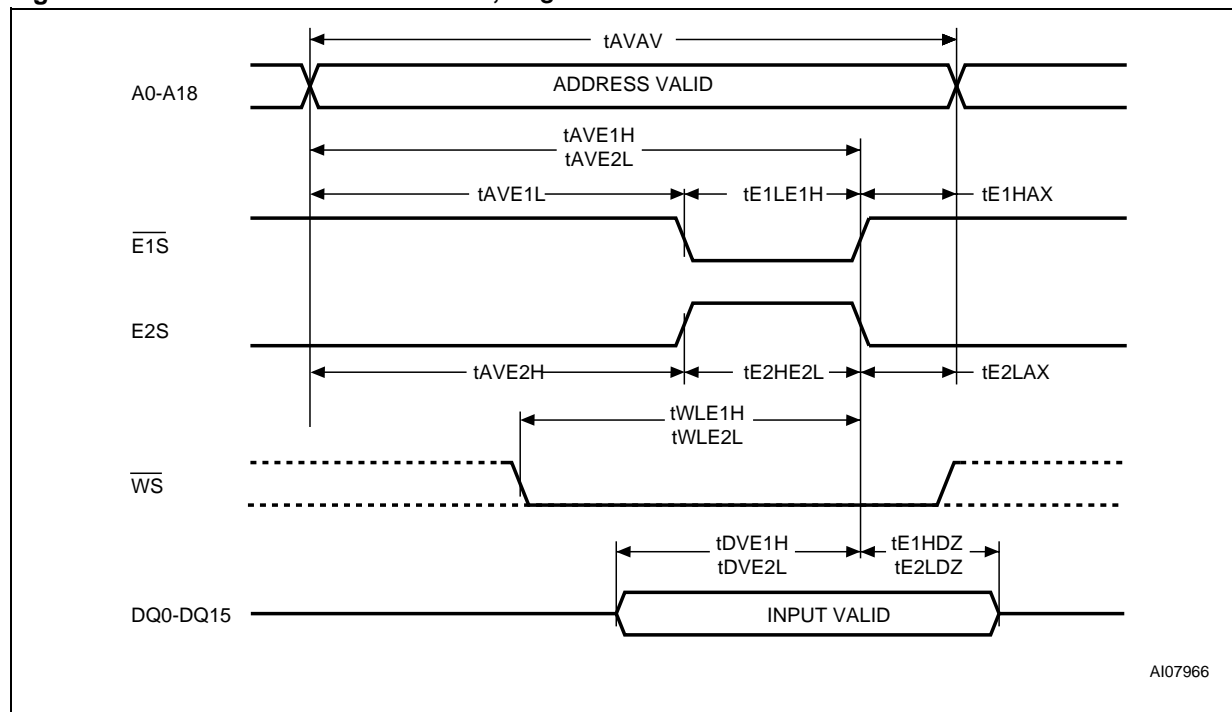 tAVAV
A0-A18
ADDRESS VALID
tAVE1H
tAVE2L
tAVE1L
tE1LE1H
tE1HAX
E1S
E2S
tAVE2H
tE2HE2L
tE2LAX
tWLE1H
tWLE2L
WS
tDVE1H
tE1HDZ
tDVE2L
tE2LDZ
DQ0-DQ15
INPUT VALID
AI07966